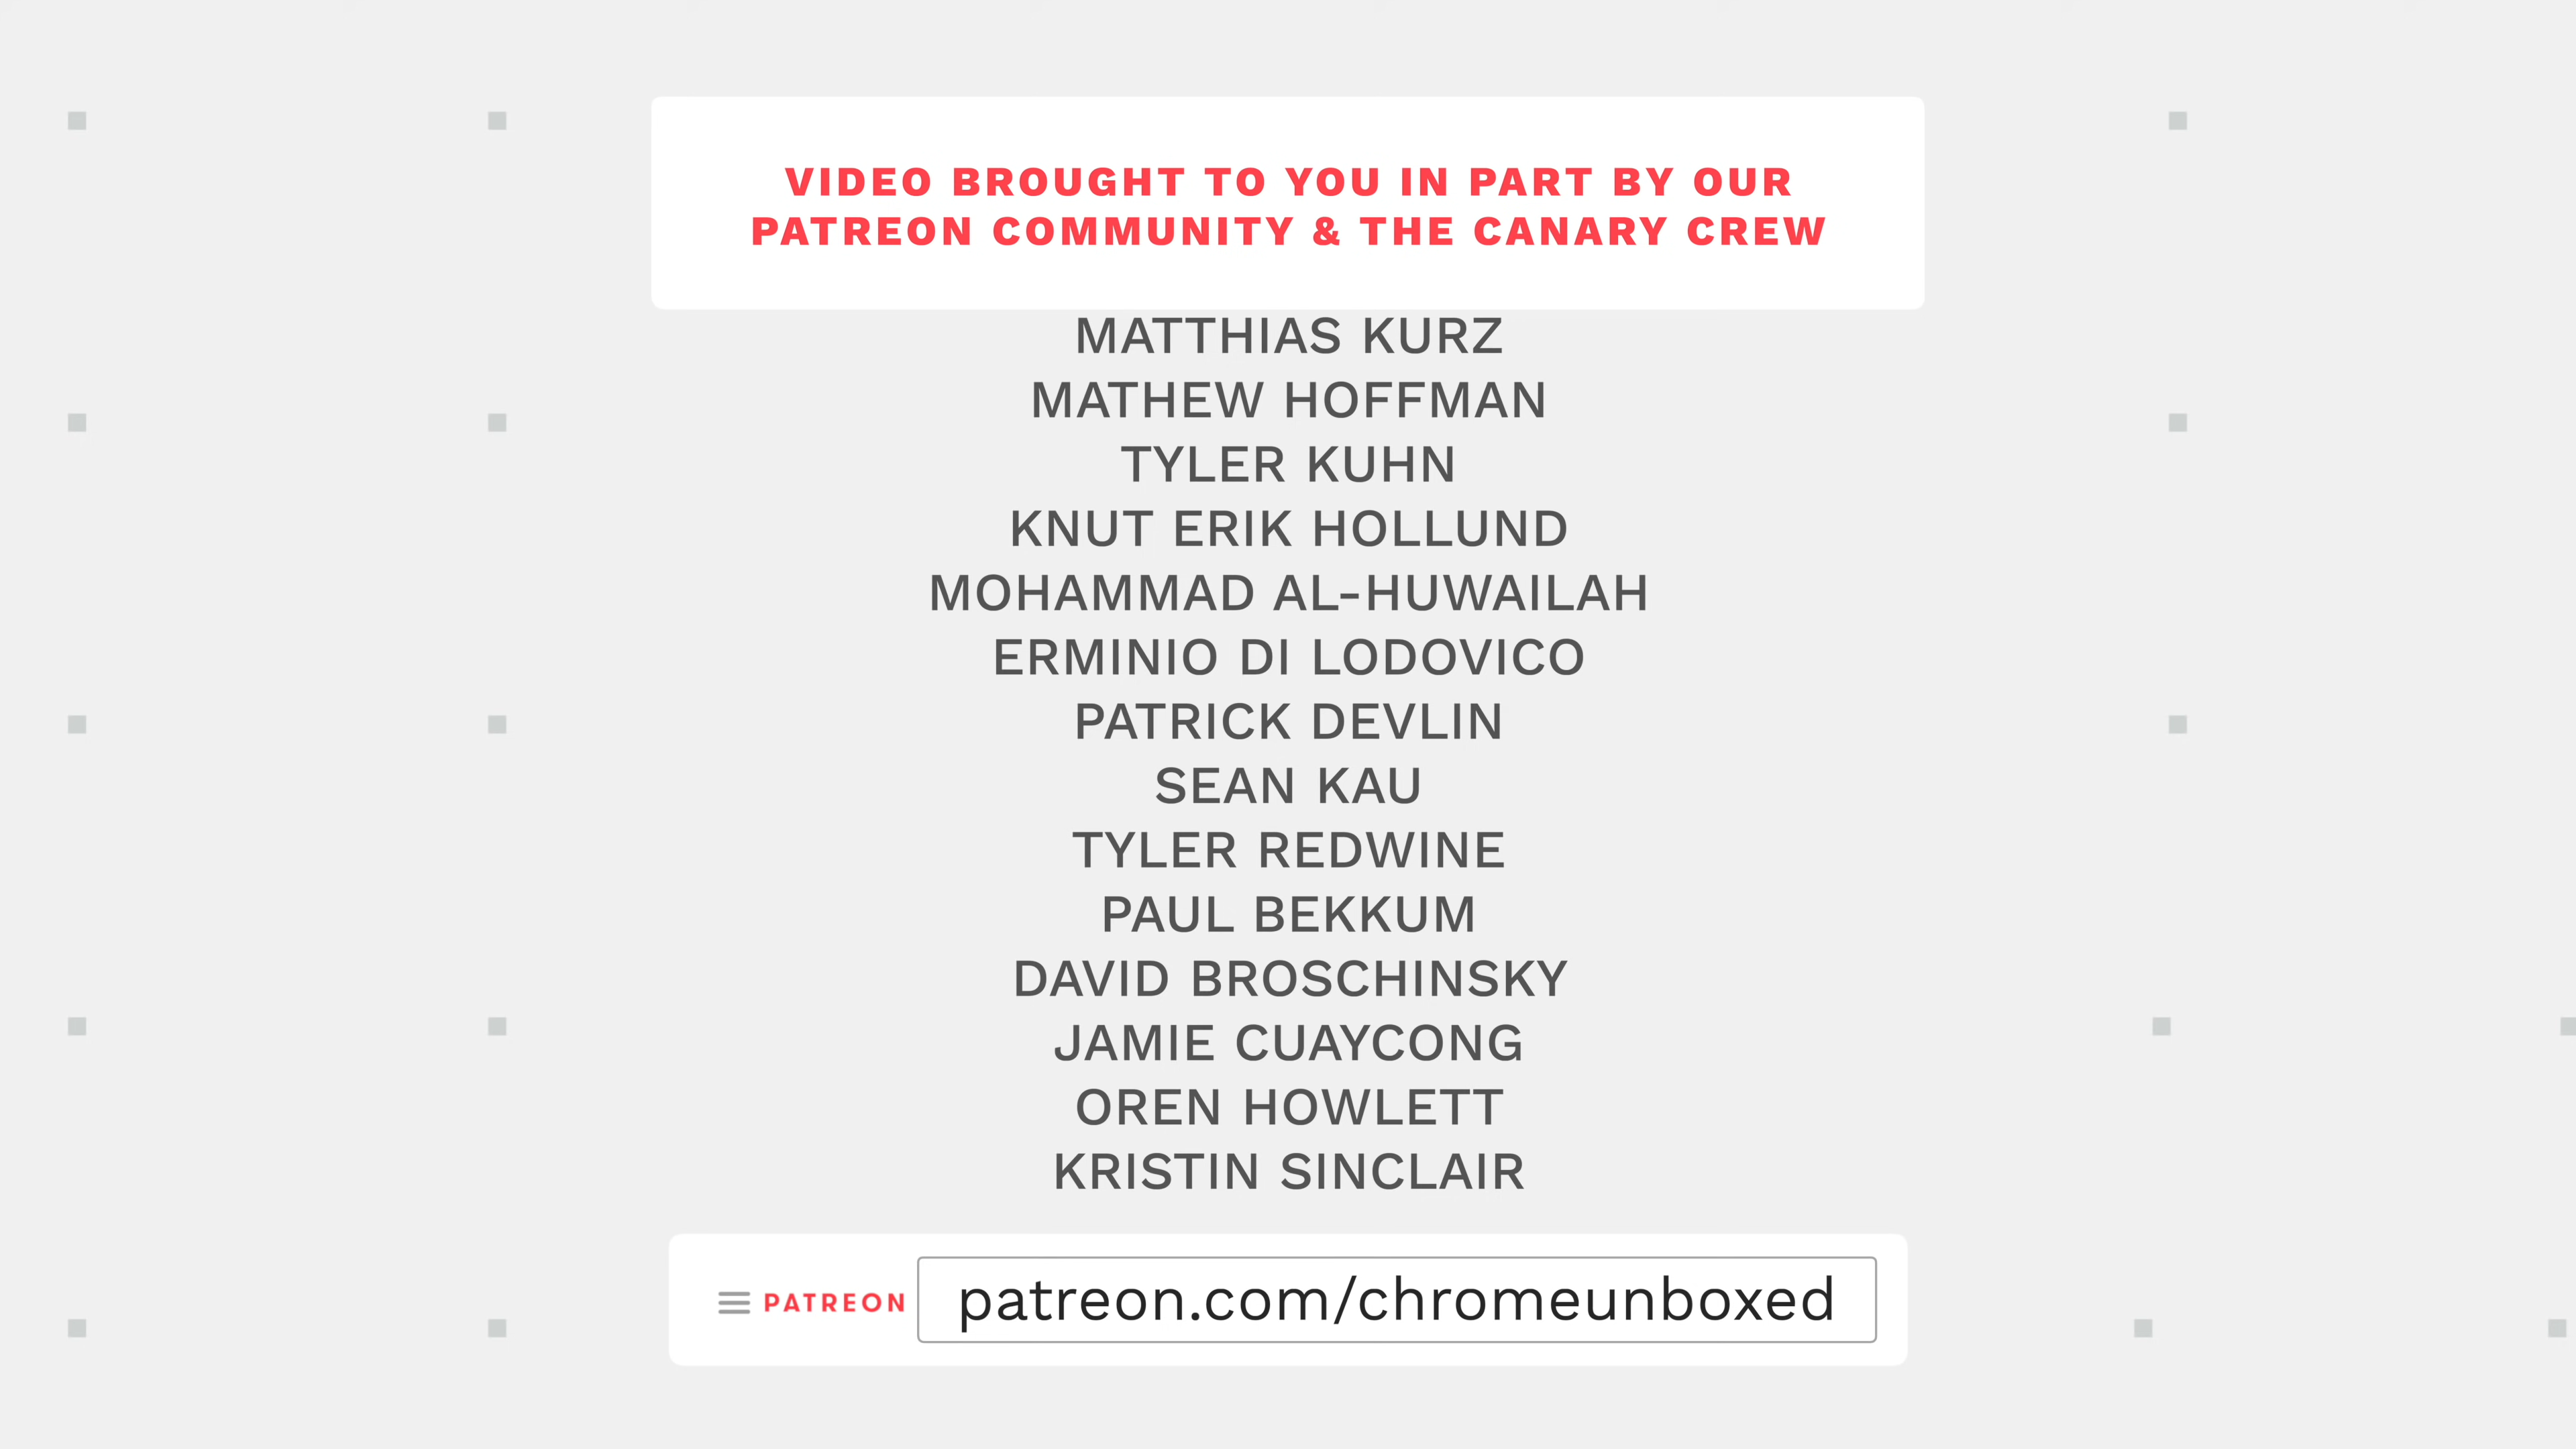 VIDEO BROUGHT TO YOU IN PART BY OUR
PATREON COMMUNITY & THE CANARY CREW
MATTHIAS KURZ
MATHEW HOFFMAN
TYLER KUHN
KNUT ERIK HOLLUND
MOHAMMAD AL-HUWAILAH
ERMINIO DI LODOVICO
PATRICK DEVLIN
SEAN KAU
TYLER REDWINE
PAUL BEKKUM
DAVID BROSCHINSKY
JAMIE CUAYCONG
OREN HOWLETT
KRISTIN SINCLAIR
PATREON patreon.com/chromeunboxed